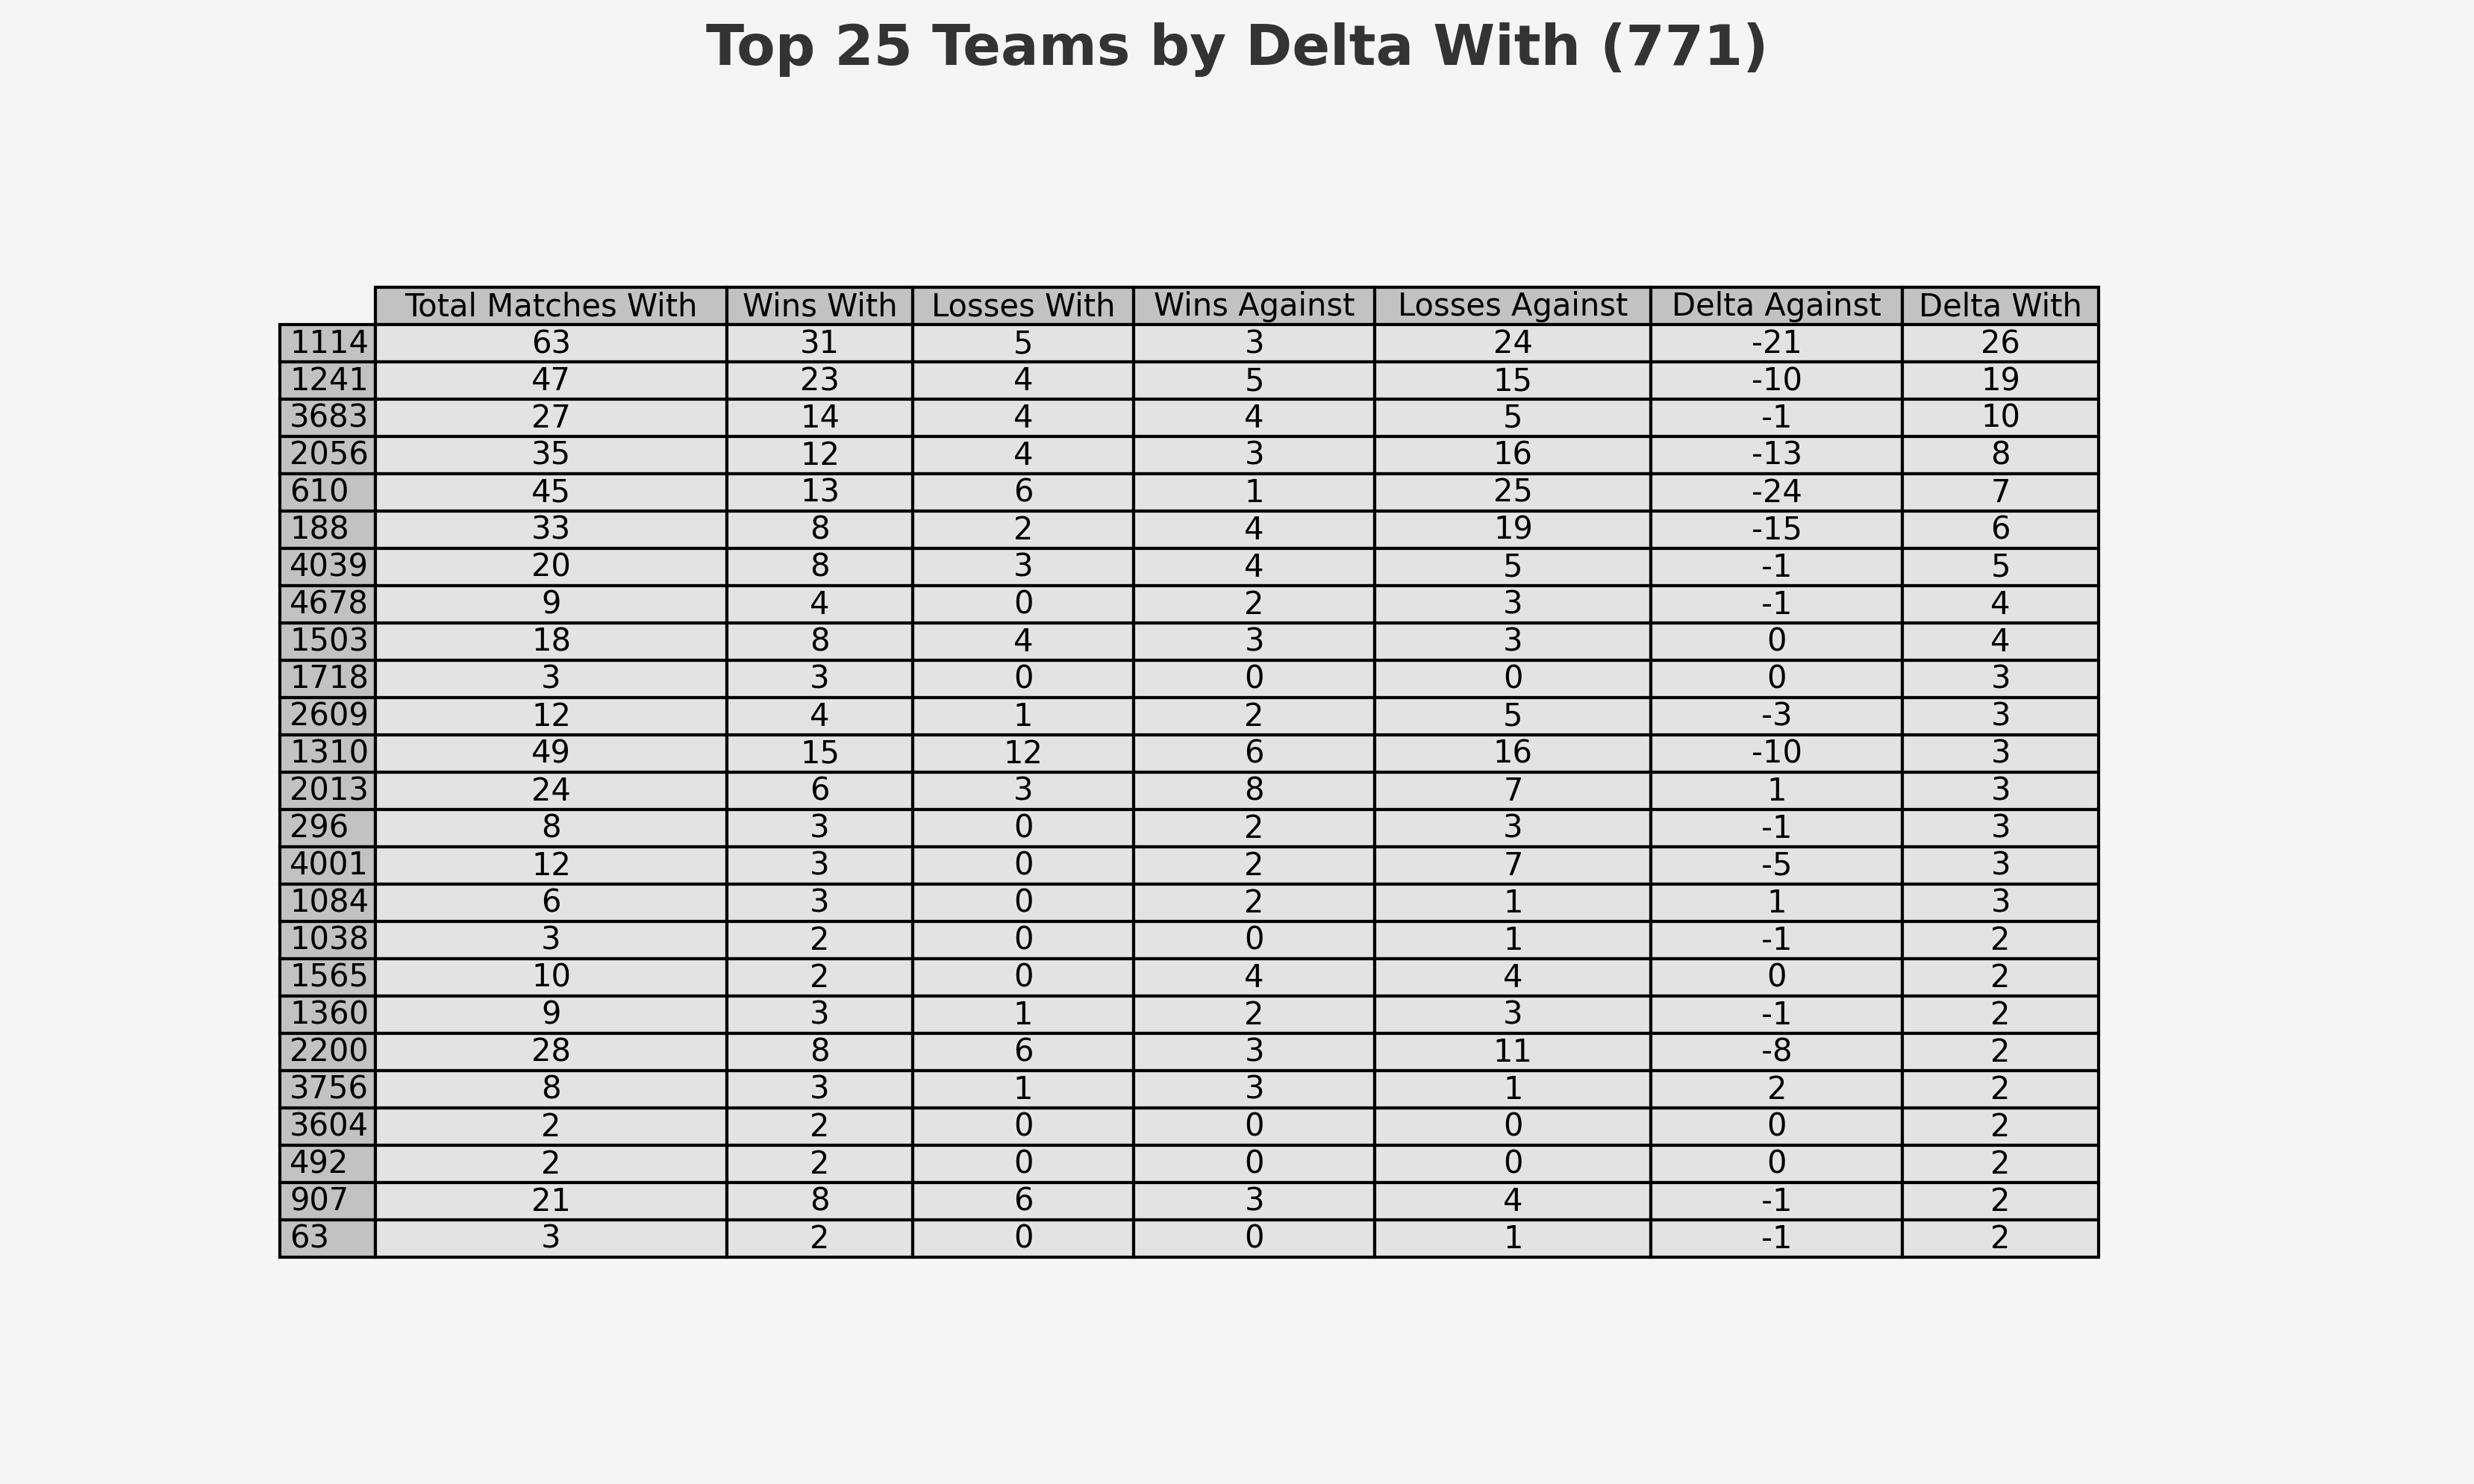 Top 25 Teams by Delta With (771)
Total Matches With Wins With Losses With Wins Against Losses Against Delta Against Delta With
1114 63 31 5 3 24 -21 26
1241 47 23 4 5 15 -10 19
3683 27 14 4 4 5 -1 10
2056 35 12 4 3 16 -13 8
610 45 13 6 1 25 -24 7
188 33 8 2 4 19 -15 6
4039 20 8 3 4 5 -1 5
4678 9 4 0 2 3 -1 4
1503 18 8 4 3 3 0 4
1718 3 3 0 0 0 0 3
2609 12 4 1 2 5 -3 3
1310 49 15 12 6 16 -10 3
2013 24 6 3 8 7 1 3
296 8 3 0 2 3 -1 3
4001 12 3 0 2 7 -5 3
1084 6 3 0 2 1 1 3
1038 3 2 0 0 1 -1 2
1565 10 2 0 4 4 0 2
1360 9 3 1 2 3 -1 2
2200 28 8 6 3 11 -8 2
3756 8 3 1 3 1 2 2
3604 2 2 0 0 0 0 2
492 2 2 0 0 0 0 2
907 21 8 6 3 4 -1 2
63 3 2 0 0 1 -1 2